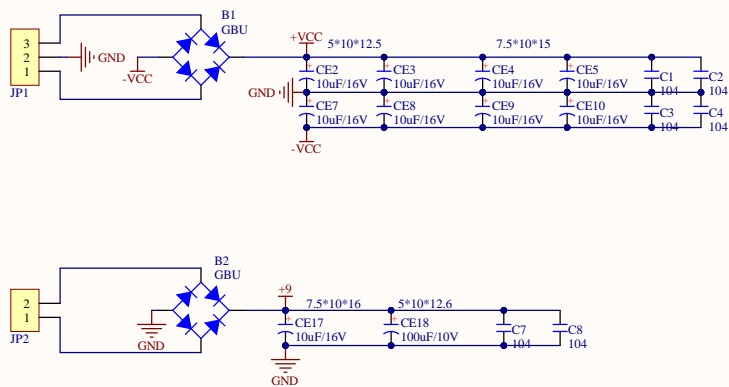 B1
GBU
+VCC
5*10*12.5
7.5*10*15
3
2
1
GND
-VCC
JP1
CE2
10uF/16V
CE3
10uF/16V
CE4
10uF/16V
CE5
10uF/16V
C1
104
C2
104
GND
CE7
10uF/16V
CE8
10uF/16V
CE9
10uF/16V
CE10
10uF/16V
C3
104
C4
104
-VCC
B2
GBU
+9
7.5*10*16
5*10*12.6
2
1
JP2
GND
CE17
10uF/16V
CE18
100uF/10V
C7
104
C8
104
GND